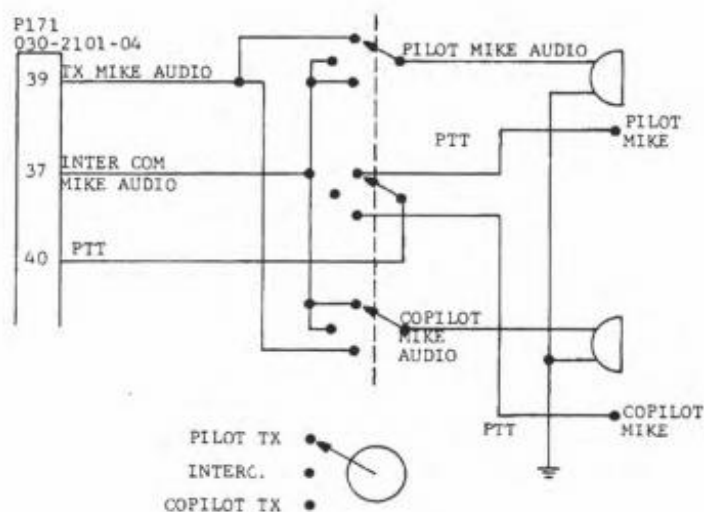 P171
030-2101-04
39 TX MIKE AUDIO
PILOT MIKE AUDIO
PTT
PILOT
MIKE
37 INTER COM
MIKE AUDIO
40 PTT
COPILOT
MIKE
AUDIO
PTT
COPILOT
MIKE
PILOT TX
INTERC.
COPILOT TX